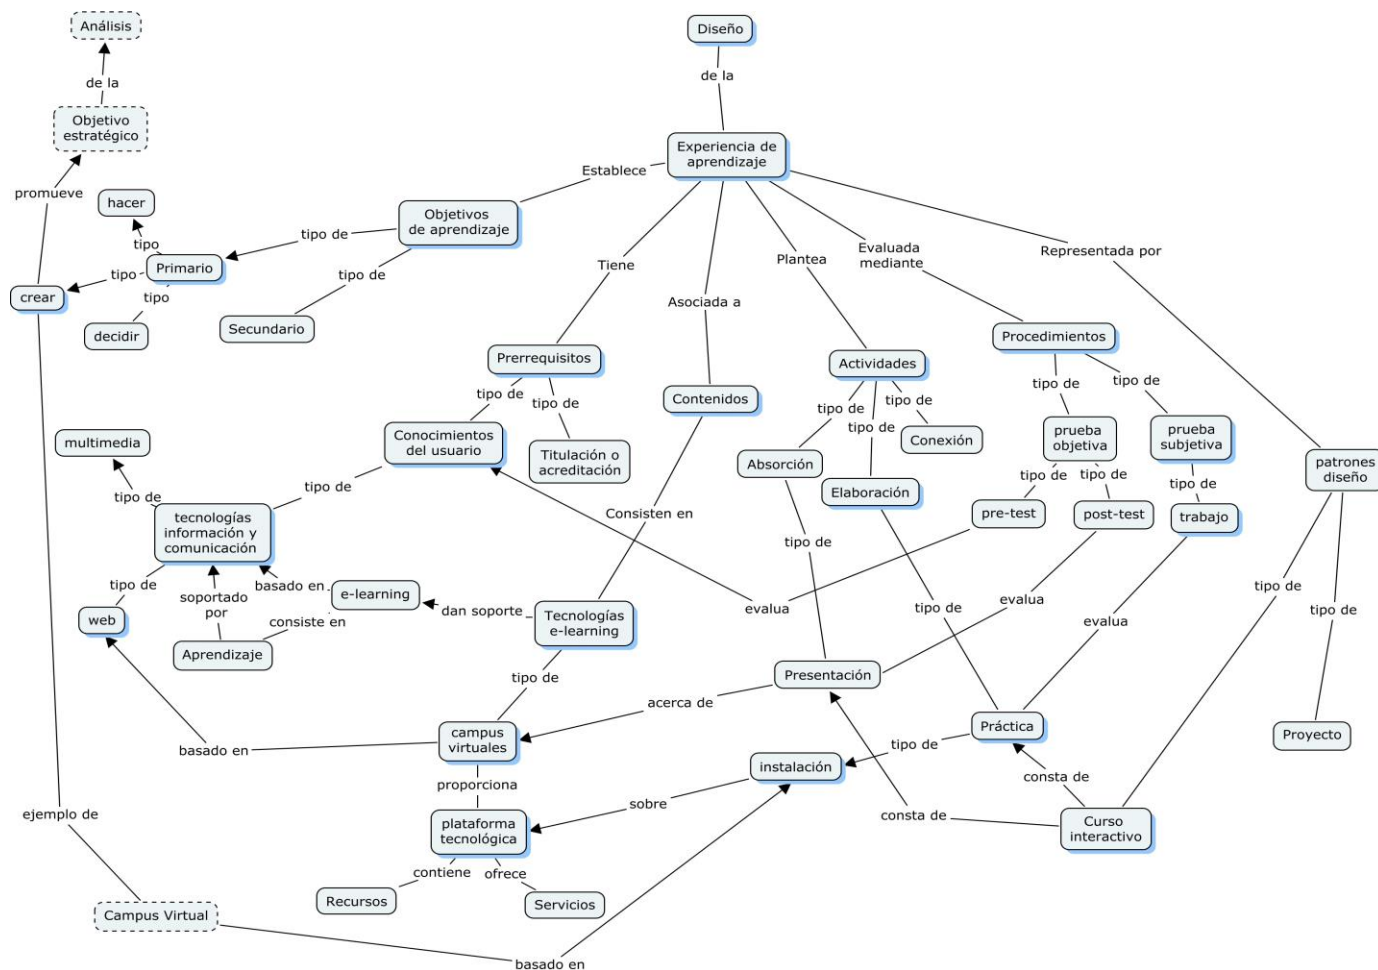 Análisis
Diseño
de la
de la
Objetivo
estratégico
Experiencia de
aprendizaje
Establece
promueve
hacer
Objetivos
de aprendizaje
tipo de
tipo
Evaluada
mediante
Representada por
Plantea
Tiene
Primario
tipo
tipo de
crear
tipo
Asociada a
decidir
Secundario
Procedimientos
Prerrequisitos
Actividades
tipo de
tipo de
tipo de
tipo de
Contenidos
tipo de
tipo de
tipo de
multimedia
Conocimientos
del usuario
Titulación o
acreditación
Conexión
prueba
objetiva
prueba
subjetiva
Absorción
patrones
diseño
tipo de
tipo de
tipo de
tipo de
tipo de
Elaboración
Consisten en
pre-test
post-test
trabajo
tecnologías
información y
comunicación
tipo de
tipo de
basado en
e-learning
tipo de
soportado
por
evalua
evalua
tipo de
tipo de
dan soporte
Tecnologías
e-learning
web
consiste en
evalua
Aprendizaje
Presentación
tipo de
acerca de
campus
virtuales
Práctica
Proyecto
basado en
tipo de
instalación
proporciona
consta de
sobre
ejemplo de
consta de
Curso
interactivo
plataforma
tecnológica
contiene
ofrece
Recursos
Servicios
Campus Virtual
basado en